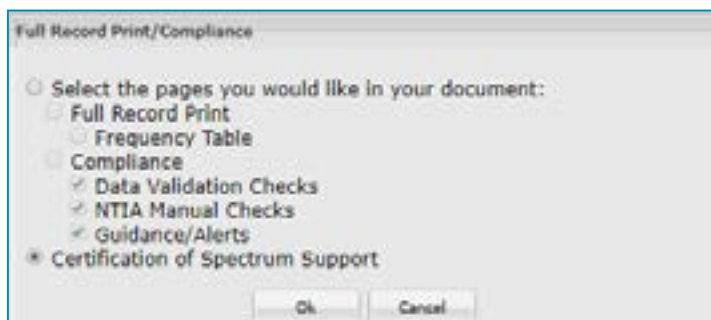 Full Record Print/Compliance
Select the pages you would like in your document:
Full Record Print
Frequency Table
Compliance
Data Validation Checks
NTIA Manual Checks
Guidance/Alerts
Certification of Spectrum Support
Ok Cancel